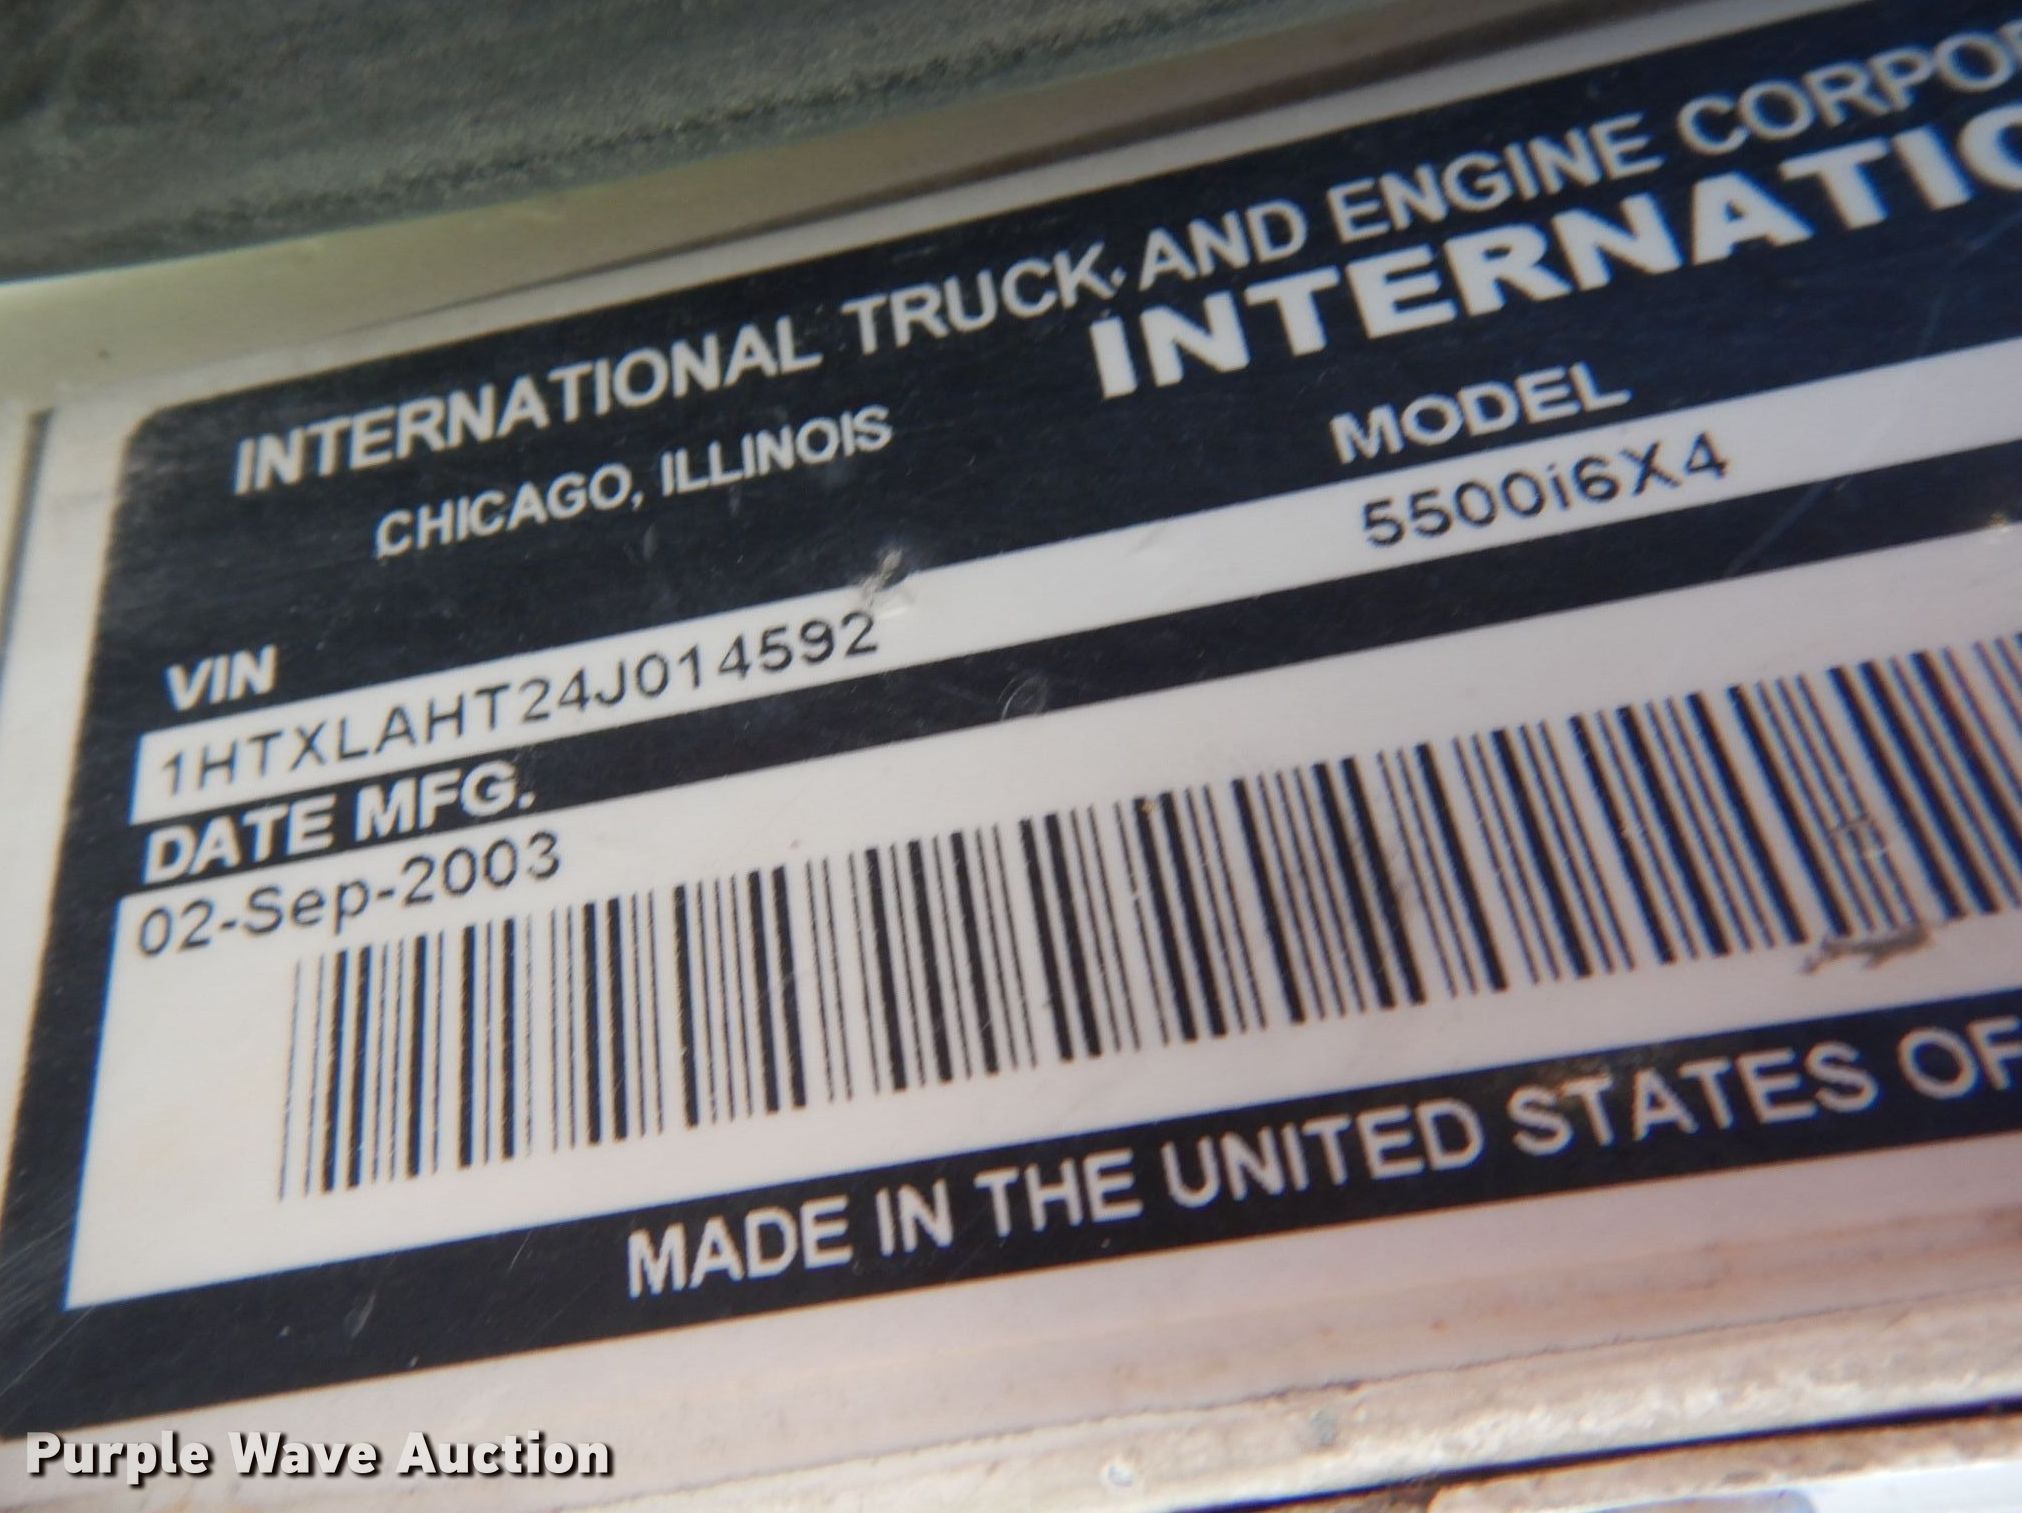 INTERNATIONAL TRUCK AND ENGINE CORPO
CHICAGO, ILLINOIS
INTERNATIO
MODEL
5500i6X4
VIN
1HTXLAHT24J014592
DATE MFG.
02-Sep-2003
MADE IN THE UNITED STATES OF
Purple Wave Auction